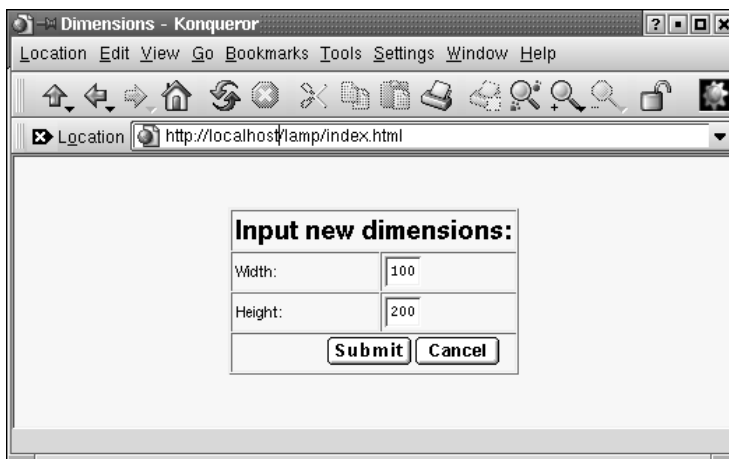 Dimensions - Konqueror
Location Edit View Go Bookmarks Tools Settings Window Help
Location http://localhost/lamp/index.html
Input new dimensions:
Width: 100
Height: 200
Submit Cancel